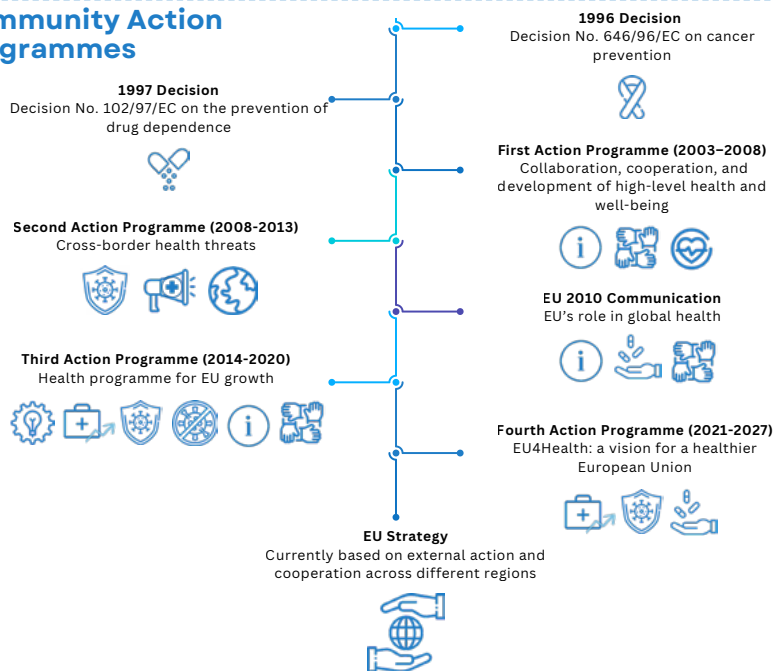 mmunity Action
grammes
1996 Decision
Decision No. 646/96/EC on cancer
prevention
1997 Decision
Decision No. 102/97/EC on the prevention of
drug dependence
First Action Programme (2003–2008)
Collaboration, cooperation, and
development of high-level health and
well-being
Second Action Programme (2008-2013)
Cross-border health threats
EU 2010 Communication
EU’s role in global health
Third Action Programme (2014-2020)
Health programme for EU growth
Fourth Action Programme (2021-2027)
EU4Health: a vision for a healthier
European Union
EU Strategy
Currently based on external action and
cooperation across different regions